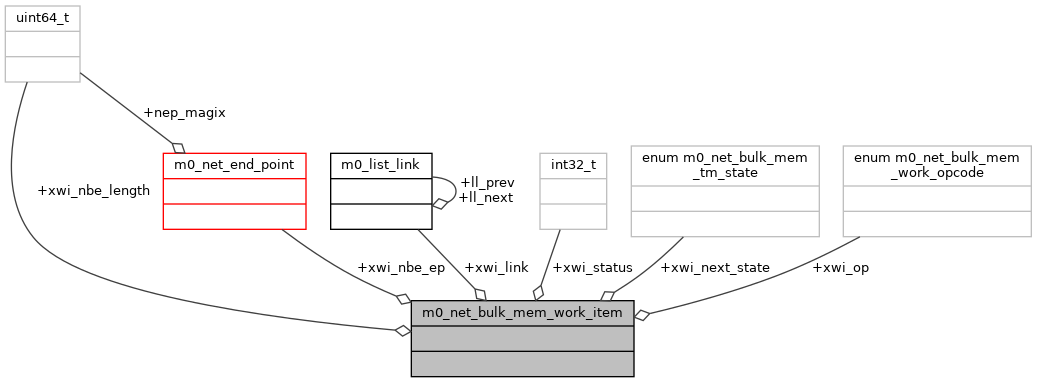 uint64_t
+nep_magix
m0_net_end_point
m0_list_link
int32_t
enum m0_net_bulk_mem
_tm_state
enum m0_net_bulk_mem
_work_opcode
+xwi_nbe_length
+ll_prev
+ll_next
+xwi_nbe_ep
+xwi_link
+xwi_status
+xwi_next_state
+xwi_op
m0_net_bulk_mem_work_item